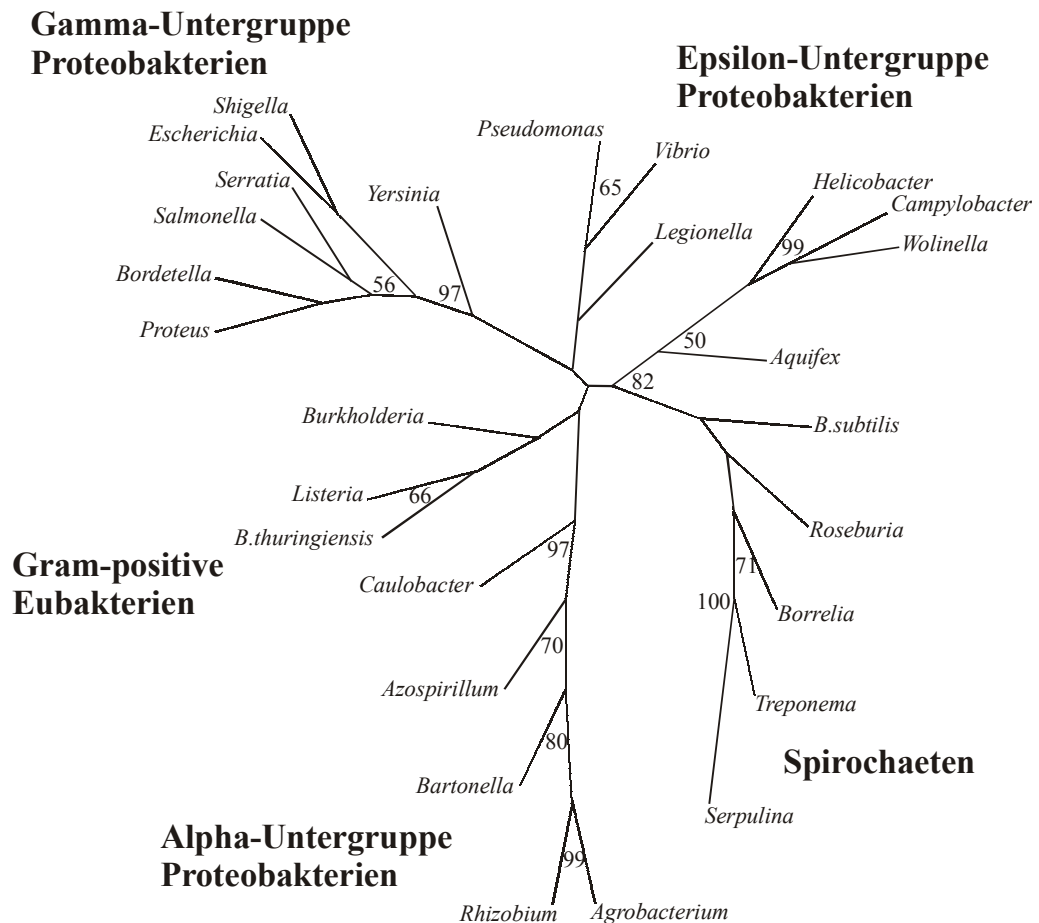 Gamma-Untergruppe
Proteobakterien
Epsilon-Untergruppe
Proteobakterien
Shigella
Escherichia
Pseudomonas
Vibrio
Serratia
Yersinia
65
Helicobacter
Campylobacter
Salmonella
Legionella
99
Wolinella
Bordetella
56
97
Proteus
50
Aquifex
82
Burkholderia
B.subtilis
Listeria
66
B.thuringiensis
Roseburia
Gram-positive
Eubakterien
97
Caulobacter
71
100
Borrelia
70
Azospirillum
Treponema
80
Bartonella
Spirochaeten
Serpulina
Alpha-Untergruppe
Proteobakterien
99
Rhizobium
Agrobacterium